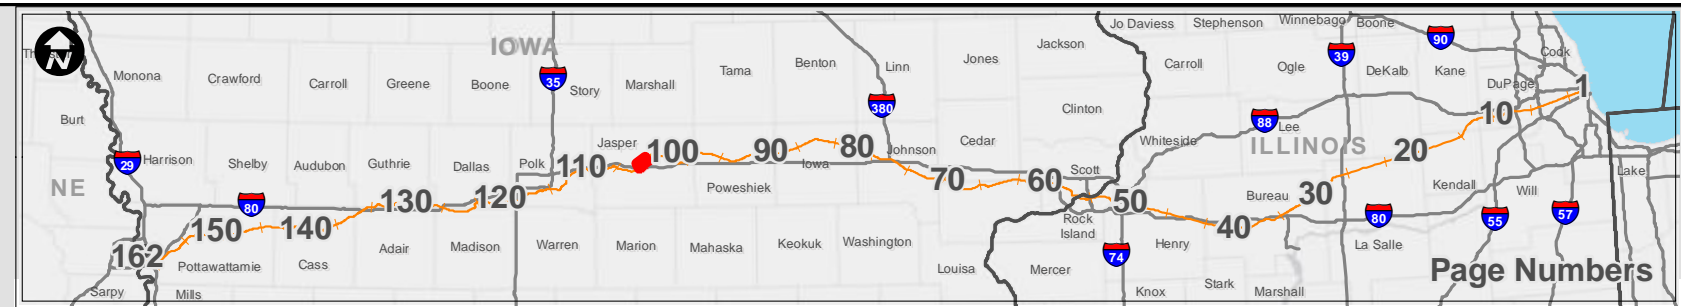 Jo Daviess Stephenson Winnebago Boone
IOWA
N
Th
Monona
Crawford
Carroll
Greene
Boone
35
Story
Marshall
Tama
Benton
Linn
Jones
Jackson
Carroll
Ogle
39
DeKalb
90
Kane
Cook
DuPage
1
Burt
380
Clinton
Whiteside
88
Lee
10
ILLINOIS
29
Harrison
Shelby
Audubon
Guthrie
Dallas
Polk
110
Jasper
100
90
Iowa
80
Johnson
Cedar
Scott
20
Lake
NE
80
130
120
Poweshiek
70
60
50
Bureau
30
Kendall
Will
162
150
140
Adair
Madison
Warren
Marion
Mahaska
Keokuk
Washington
Rock
Island
Henry
40
80
La Salle
55
57
Pottawattamie
Cass
Louisa
Mercer
74
Stark
Page Numbers
Sarpy
Mills
Knox
Marshall